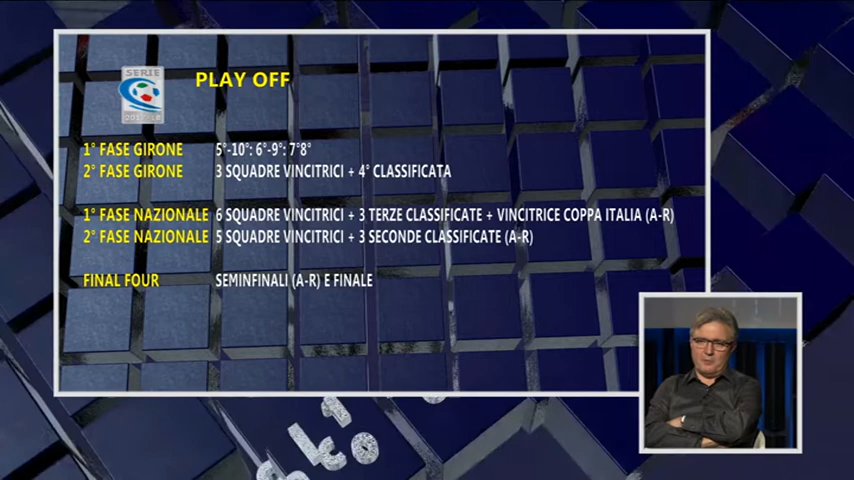 SERIE
PLAY OFF
1° FASE GIRONE 5°-10°: 6°-9°: 7°8°
2° FASE GIRONE 3 SQUADRE VINCITRICI + 4° CLASSIFICATA
1° FASE NAZIONALE 6 SQUADRE VINCITRICI + 3 TERZE CLASSIFICATE + VINCITRICE COPPA ITALIA (A-R)
2° FASE NAZIONALE 5 SQUADRE VINCITRICI + 3 SECONDE CLASSIFICATE (A-R)
FINAL FOUR SEMINFINALI (A-R) E FINALE